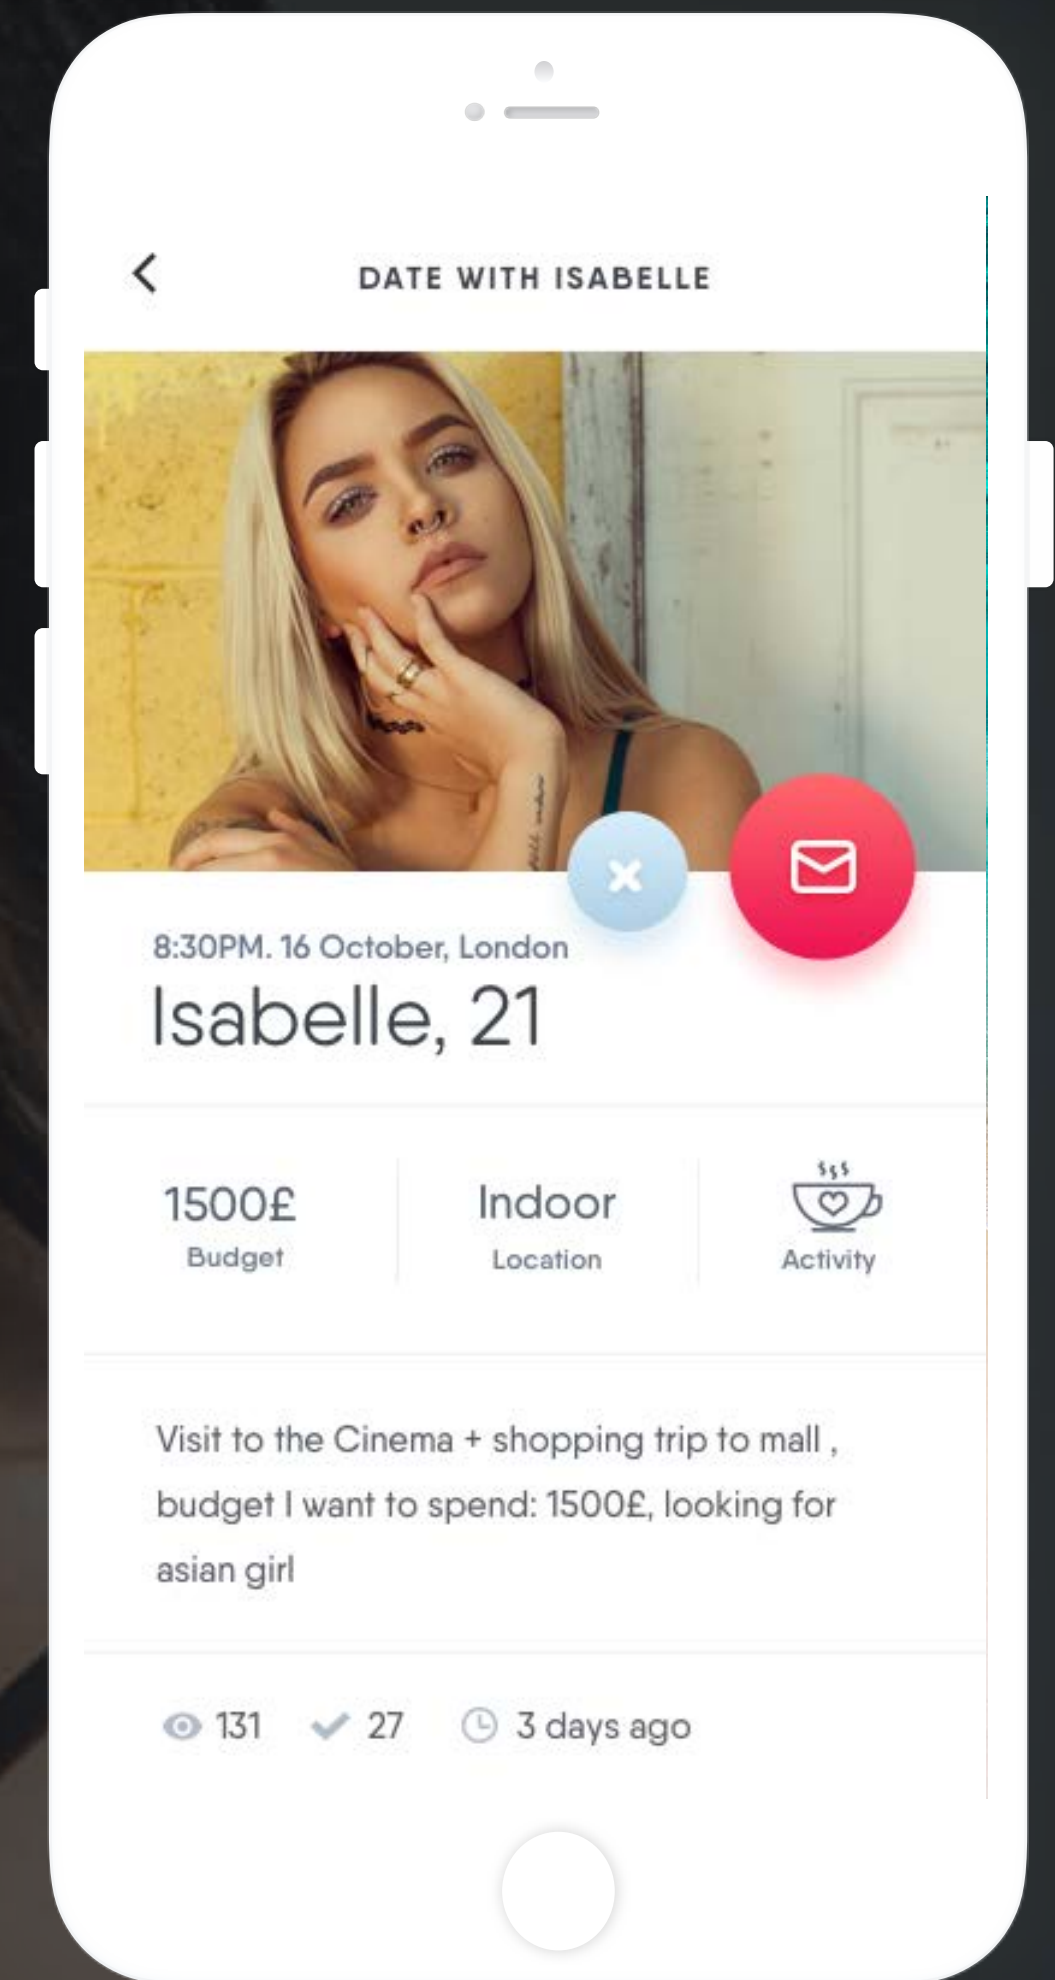 DATE WITH ISABELLE
8:30PM. 16 October, London
Isabelle, 21
1500£
Budget
Indoor
Location
$$$
Activity
Visit to the Cinema + shopping trip to mall ,
budget I want to spend: 1500£, looking for
asian girl
131
27
3 days ago